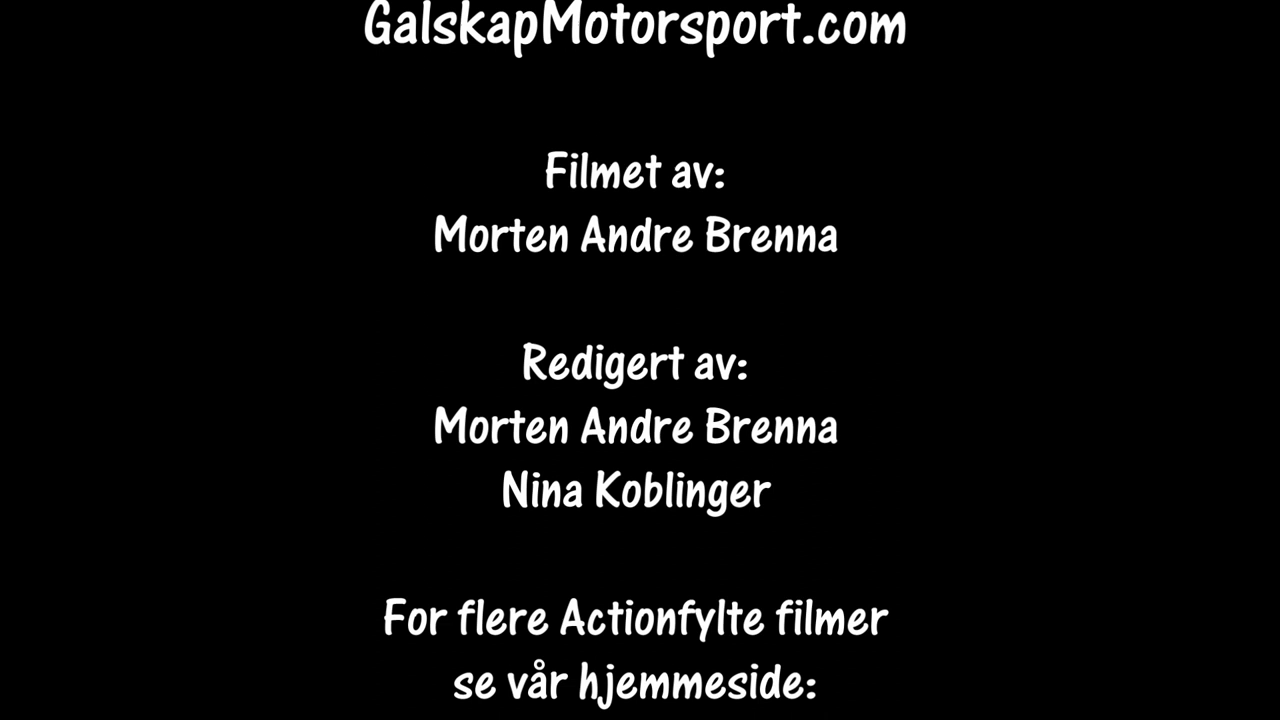 GalskapMotorsport.com
Filmet av:
Morten Andre Brenna
Redigert av:
Morten Andre Brenna
Nina Koblinger
For flere Actionfylte filmer
se vår hjemmeside: